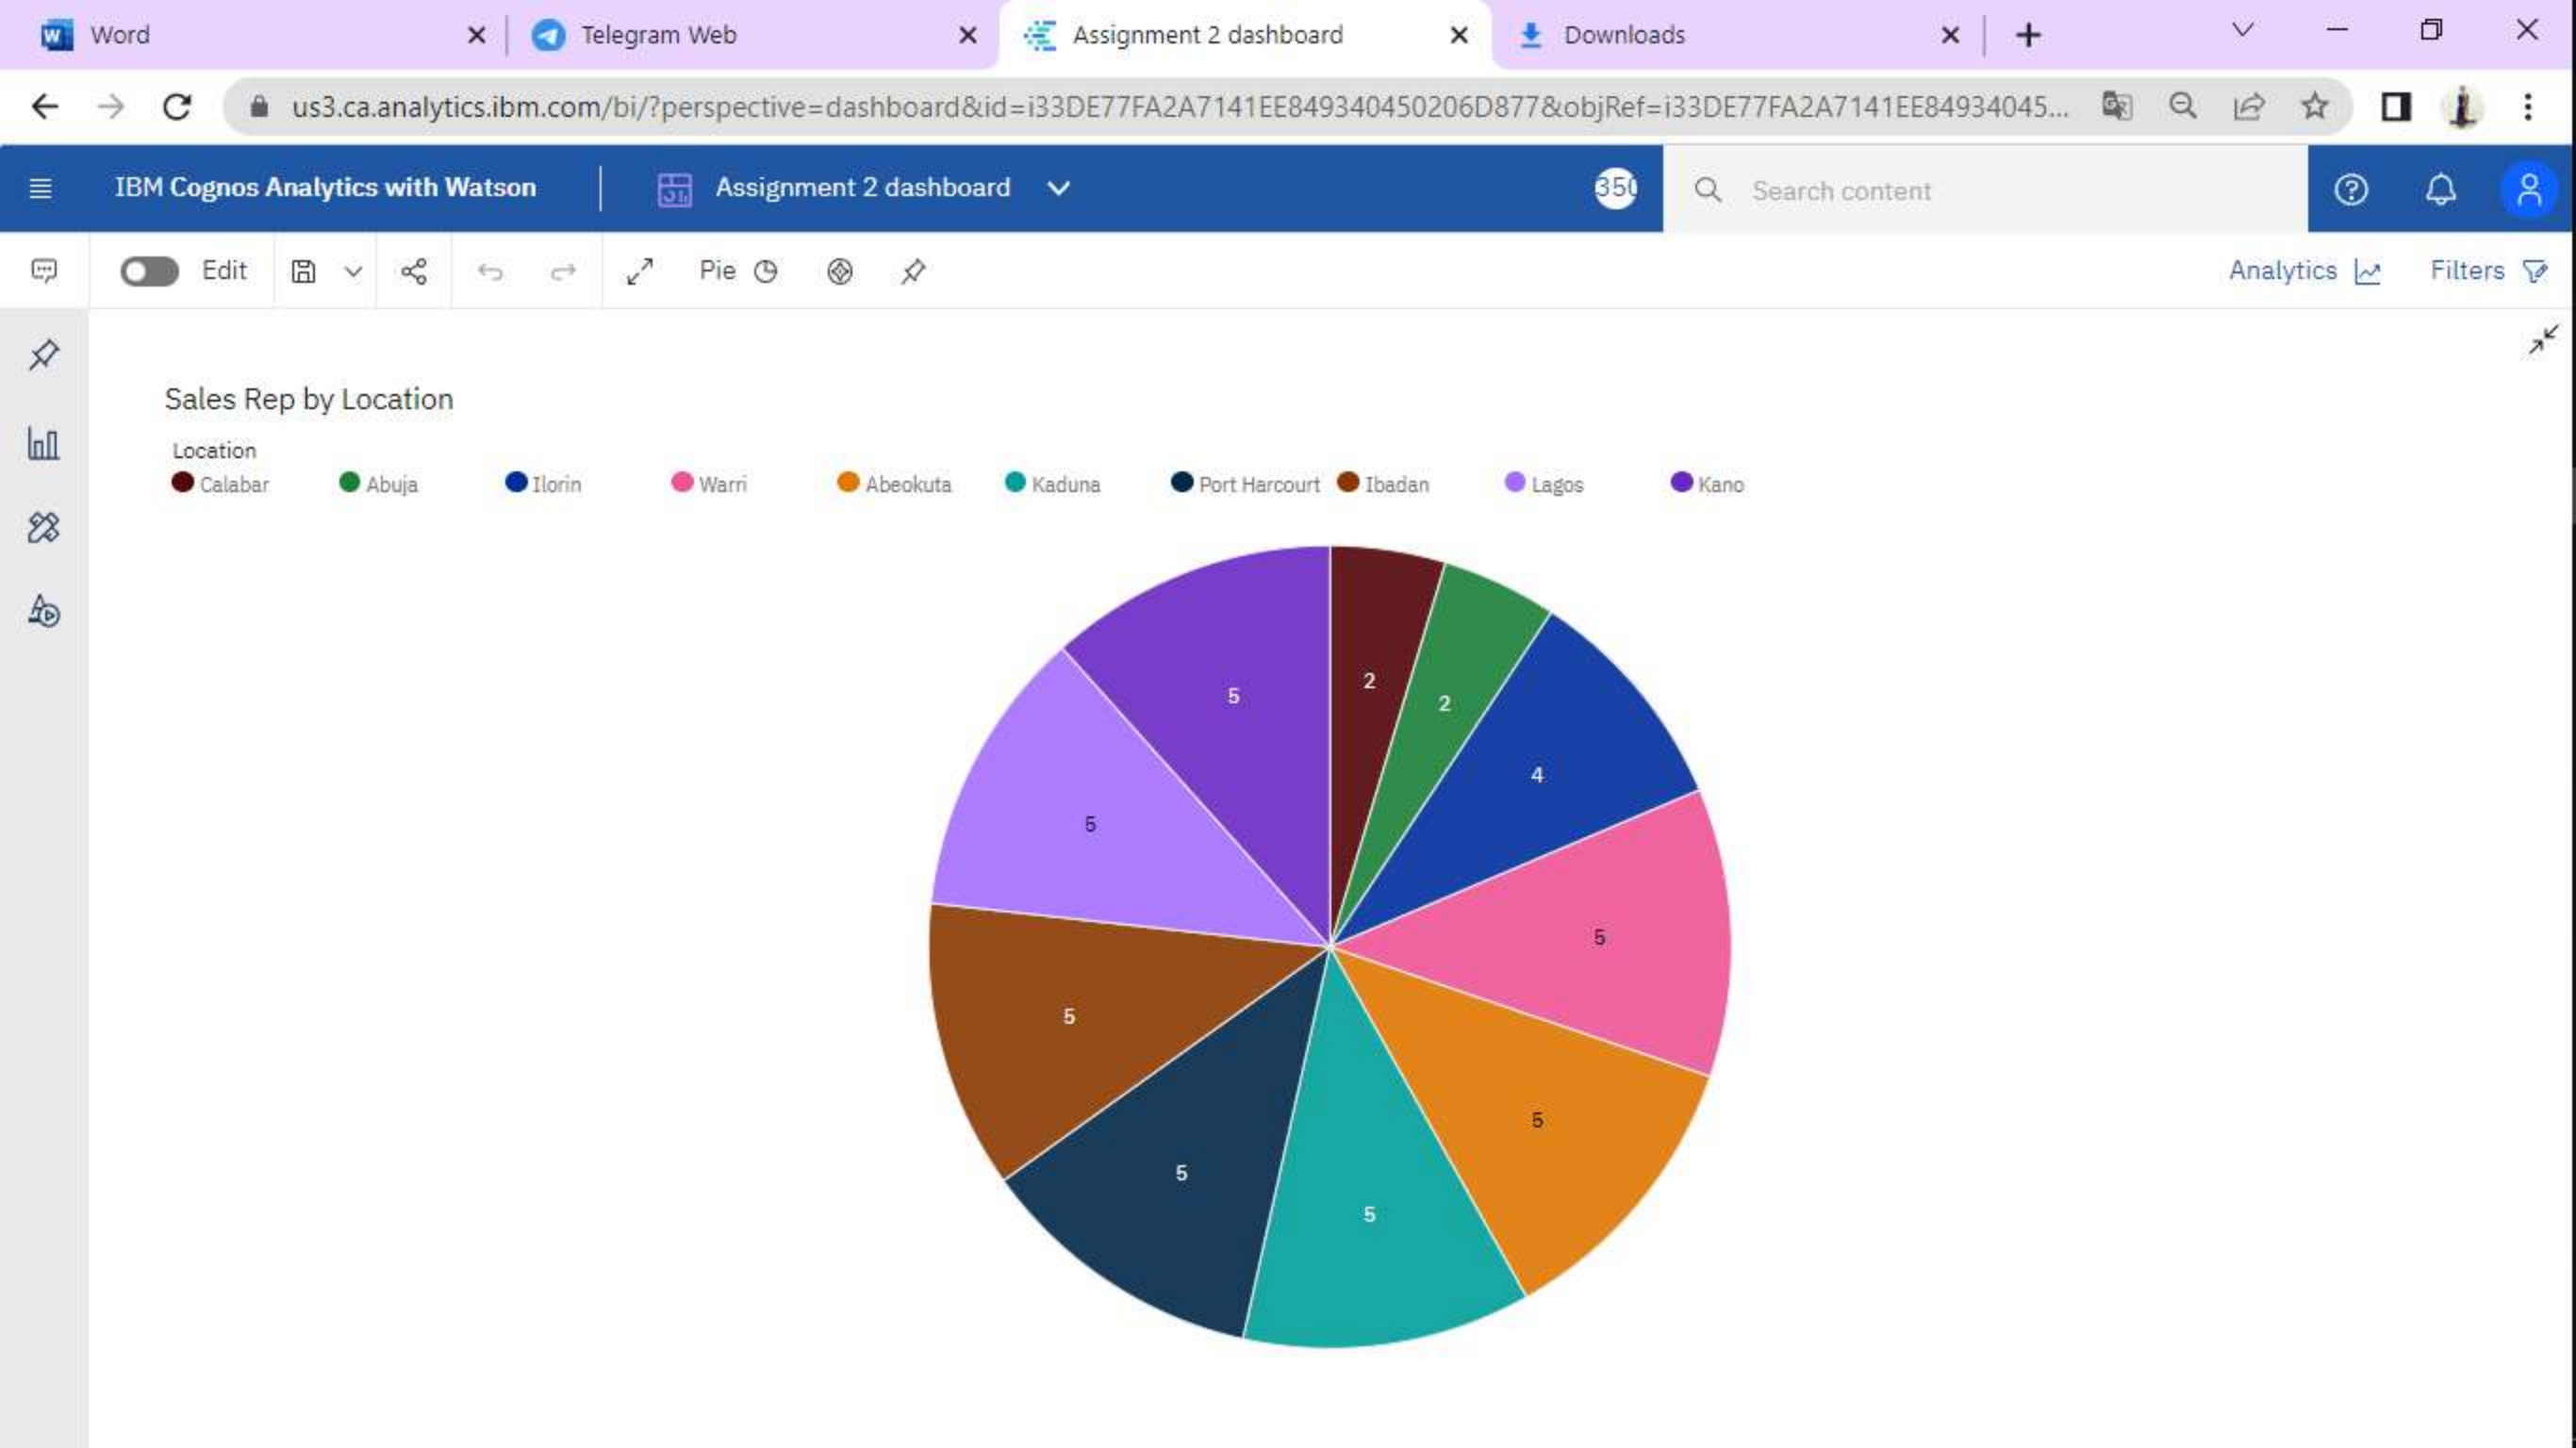 Word
Telegram Web
Assignment 2 dashboard
Downloads
us3.ca.analytics.ibm.com/bi/?perspective=dashboard&id=i33DE77FA2A7141EE849340450206D877&objRef=i33DE77FA2A7141EE84934045...
IBM Cognos Analytics with Watson
Assignment 2 dashboard
350
Search content
Edit
Pie
Analytics
Filters
Sales Rep by Location
Location
Calabar Abuja Ilorin Warri Abeokuta Kaduna Port Harcourt Ibadan Lagos Kano
2
5
2
4
5
5
5
5
5
5